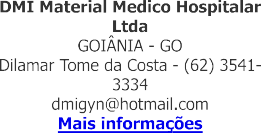 DMI Material Medico Hospitalar
Ltda
GOIÂNIA - GO
Dilamar Tome da Costa - (62) 3541-
3334
dmigyn@hotmail.com
Mais informações